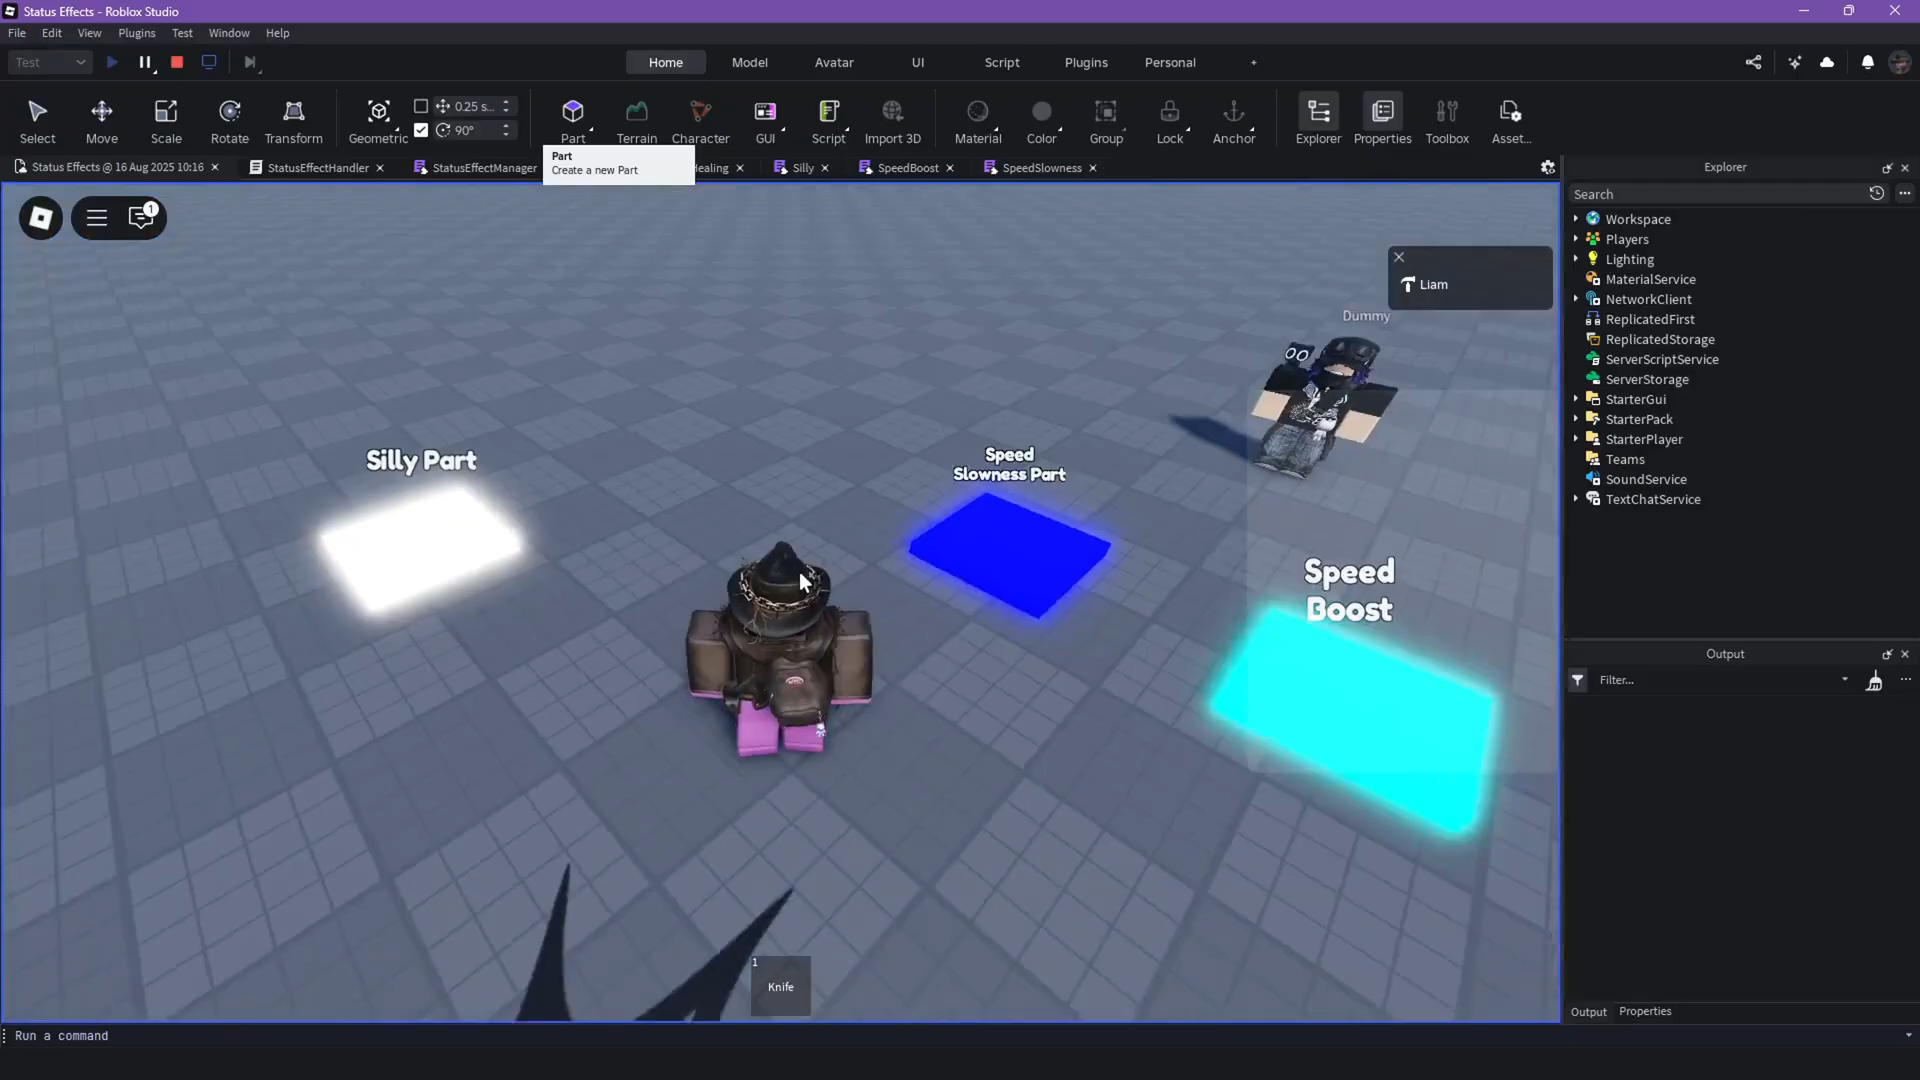 Status Effects - Roblox Studio
File Edit View Plugins Test Window Help
Test
Home Model Avatar UI Script Plugins Personal +
0.25 s...
90°
Select Move Scale Rotate Transform Geometric Part Terrain Character GUI Script Import 3D Material Color Group Lock Anchor Explorer Properties Toolbox Asset...
Status Effects @ 16 Aug 2025 10:16 StatusEffectHandler StatusEffectManager ealing Silly SpeedBoost SpeedSlowness
Part
Create a new Part
1
Liam
Dummy
Silly Part
Speed
Slowness Part
Speed
Boost
1
Knife
Explorer
Search
Workspace
Players
Lighting
MaterialService
NetworkClient
ReplicatedFirst
ReplicatedStorage
ServerScriptService
ServerStorage
StarterGui
StarterPack
StarterPlayer
Teams
SoundService
TextChatService
Output
Filter...
Output Properties
Run a command